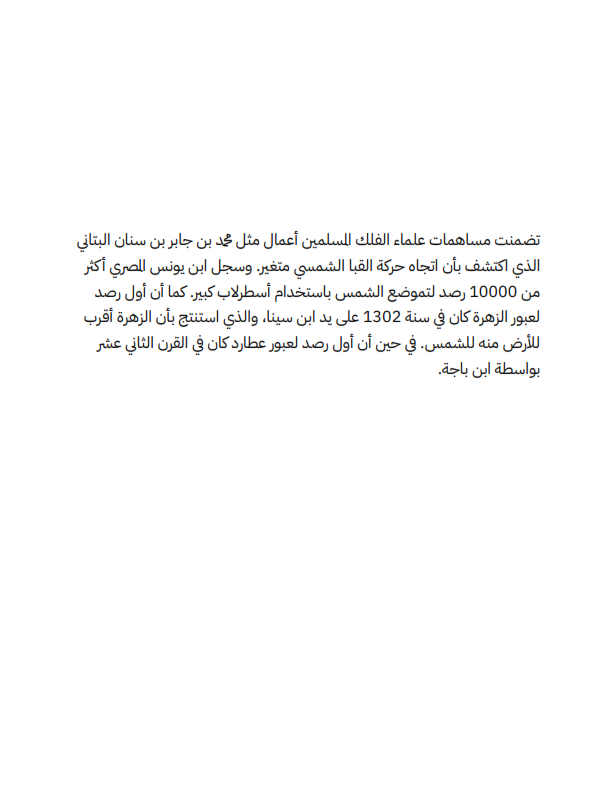 تضمنت مساهمات علماء الفلك المسلمين أعمال مثل محمد بن جابر بن سنان البتاني
الذي اكتشف بأن اتجاه حركة القبا الشمسي متغير. وسجل ابن يونس المصري أكثر
من 10000 رصد لتموضع الشمس باستخدام أسطرلاب كبير. كما أن أول رصد
لعبور الزهرة كان في سنة 1302 على يد ابن سينا، والذي استنتج بأن الزهرة أقرب
للأرض منه للشمس. في حين أن أول رصد لعبور عطارد كان في القرن الثاني عشر
بواسطة ابن باجة.